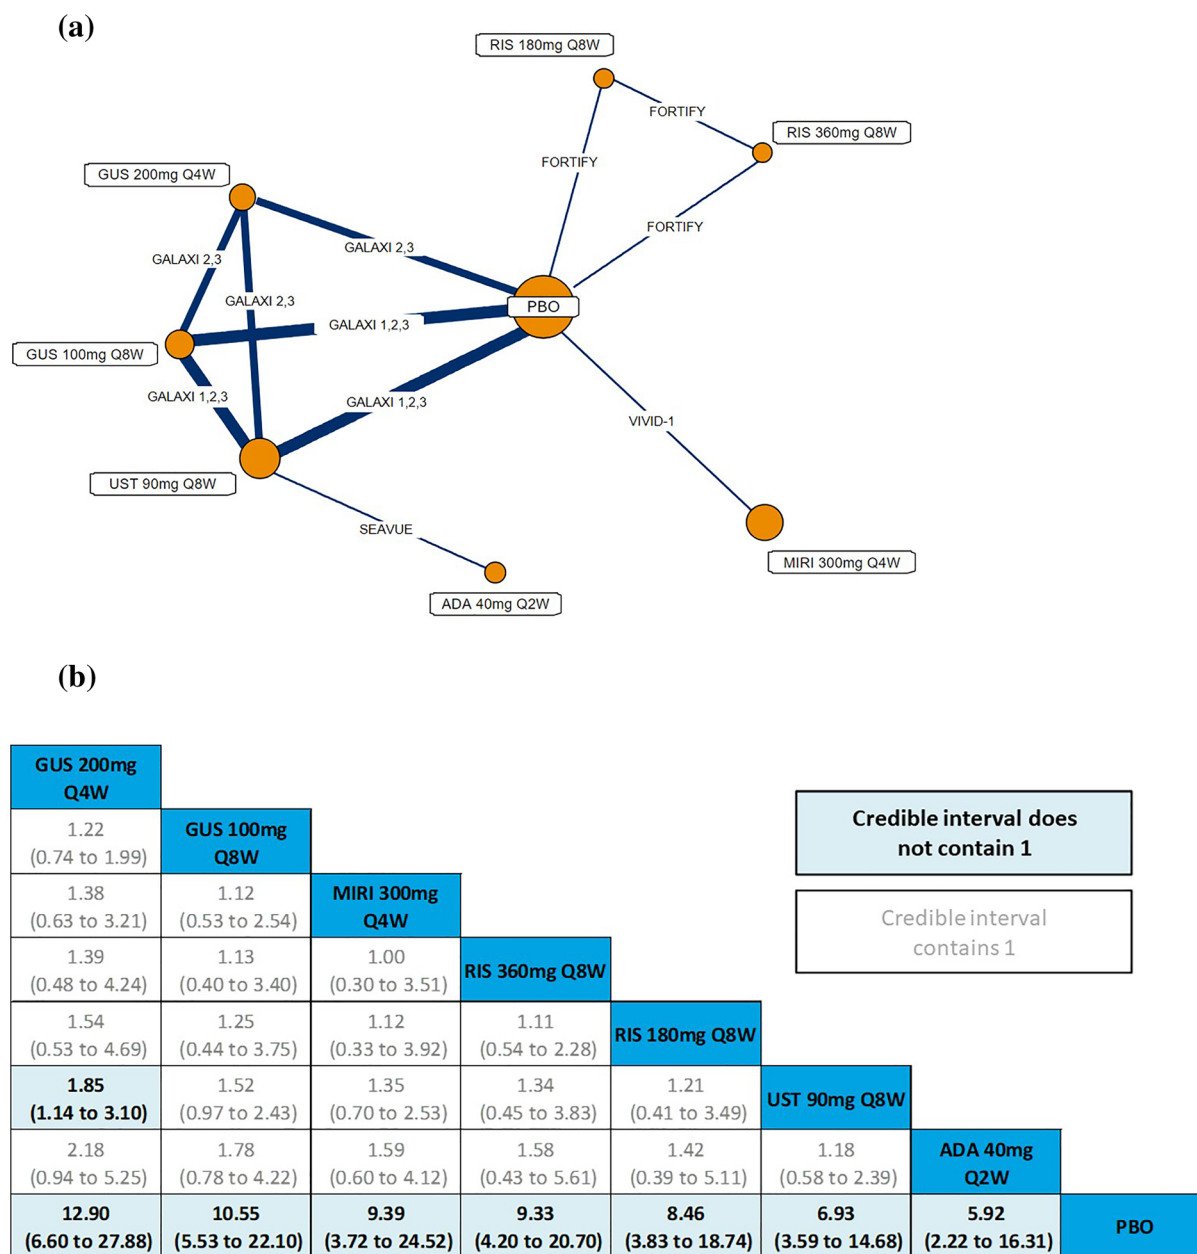 (a)
RIS 180mg Q8W
FORTIFY
RIS 360mg Q8W
FORTIFY
GUS 200mg Q4W
FORTIFY
GALAXI 2,3
GALAXI 2,3
GALAXI 2,3
PBO
GALAXI 1,2,3
GUS 100mg Q8W
GALAXI 1,2,3
GALAXI 1,2,3
VIVID-1
UST 90mg Q8W
SEAVUE
MIRI 300mg Q4W
ADA 40mg Q2W
(b)
GUS 200mg
Q4W
1.22
(0.74 to 1.99)
GUS 100mg
Q8W
1.38
(0.63 to 3.21)
1.12
(0.53 to 2.54)
MIRI 300mg
Q4W
1.39
(0.48 to 4.24)
1.13
(0.40 to 3.40)
1.00
(0.30 to 3.51)
RIS 360mg Q8W
1.54
(0.53 to 4.69)
1.25
(0.44 to 3.75)
1.12
(0.33 to 3.92)
1.11
(0.54 to 2.28)
RIS 180mg Q8W
1.85
(1.14 to 3.10)
1.52
(0.97 to 2.43)
1.35
(0.70 to 2.53)
1.34
(0.45 to 3.83)
1.21
(0.41 to 3.49)
UST 90mg Q8W
2.18
(0.94 to 5.25)
1.78
(0.78 to 4.22)
1.59
(0.60 to 4.12)
1.58
(0.43 to 5.61)
1.42
(0.39 to 5.11)
1.18
(0.58 to 2.39)
ADA 40mg
Q2W
12.90
(6.60 to 27.88)
10.55
(5.53 to 22.10)
9.39
(3.72 to 24.52)
9.33
(4.20 to 20.70)
8.46
(3.83 to 18.74)
6.93
(3.59 to 14.68)
5.92
(2.22 to 16.31)
PBO
Credible interval does
not contain 1
Credible interval
contains 1